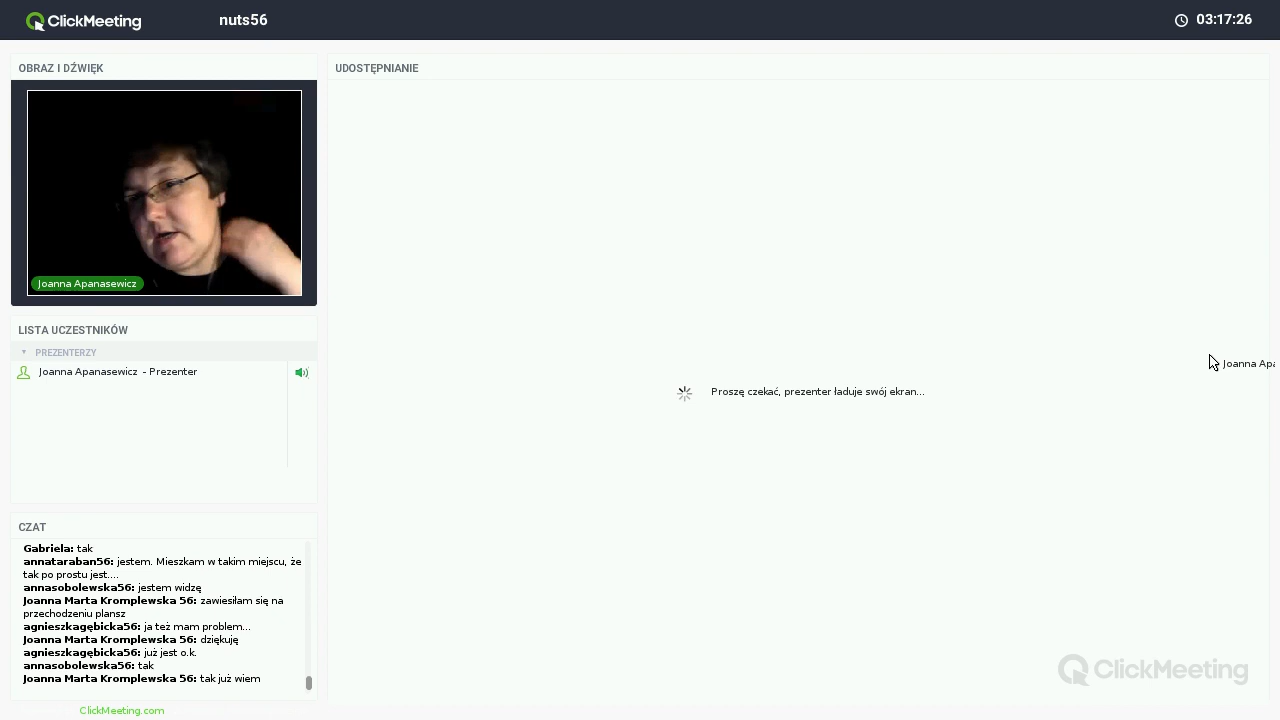 ClickMeeting
nuts56
03:17:26
OBRAZ I DŹWIĘK
Joanna Apanasewicz
LISTA UCZESTNIKÓW
PREZENTERZY
Joanna Apanasewicz - Prezenter
CZAT
Gabriela: tak
annataraban56: jestem. Mieszkam w takim miejscu, że
tak po prostu jest....
annasobolewska56: jestem widzę
Joanna Marta Kromplewska 56: zawiesiłam się na
przechodzeniu plansz
agnieszkagębicka56: ja też mam problem...
Joanna Marta Kromplewska 56: dziękuję
agnieszkagębicka56: już jest o.k.
annasobolewska56: tak
Joanna Marta Kromplewska 56: tak już wiem
ClickMeeting.com
UDOSTĘPNIANIE
Joanna Apa
Proszę czekać, prezenter ładuje swój ekran...
ClickMeeting